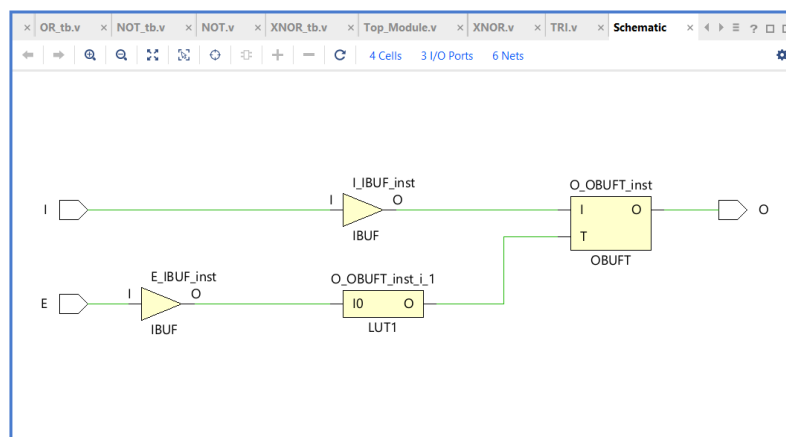 OR_tb.v NOT_tb.v NOT.v XNOR_tb.v Top_Module.v XNOR.v TRI.v Schematic
4 Cells 3 I/O Ports 6 Nets
I_IBUF_inst O_OBUFT_inst
I I O I O O
IBUF T
OBUFT
E_IBUF_inst O_OBUFT_inst_i_1
E I O I0 O
IBUF LUT1